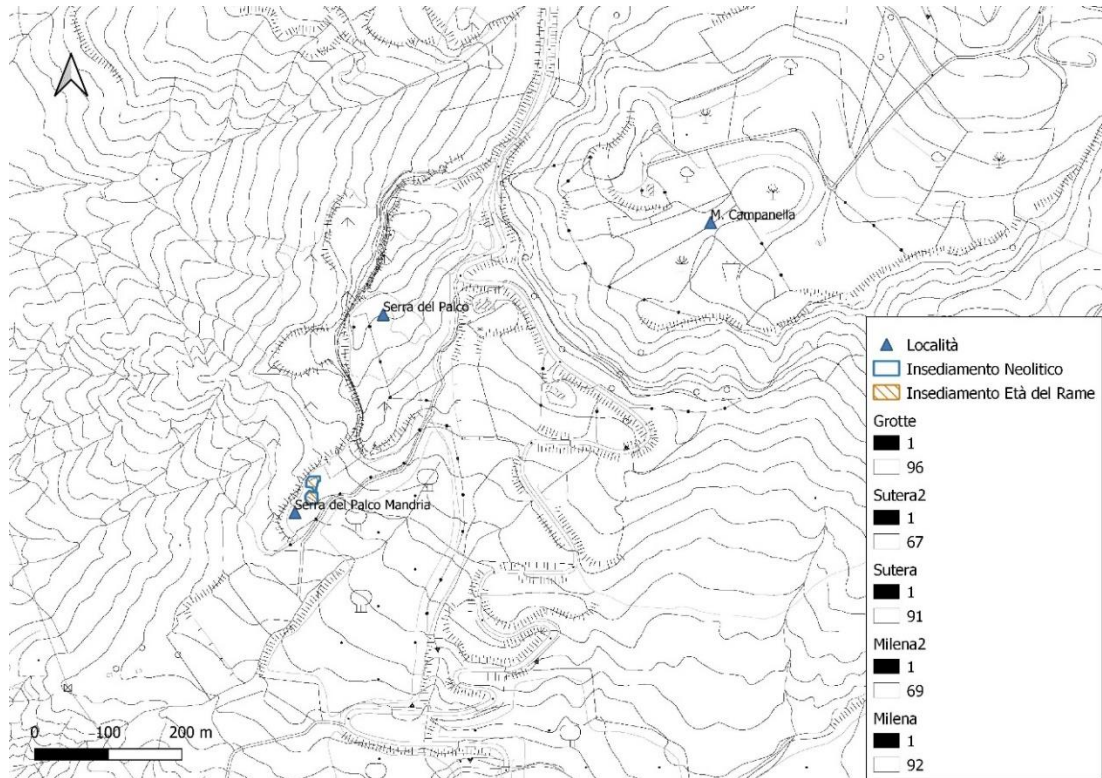 M. Campanella
Serra del Palco
Serra del Palco Mandria
Località
Insediamento Neolitico
Insediamento Età del Rame
Grotte
1
96
Sutera2
1
67
Sutera
1
91
Milena2
1
69
Milena
1
92
0 100 200 m